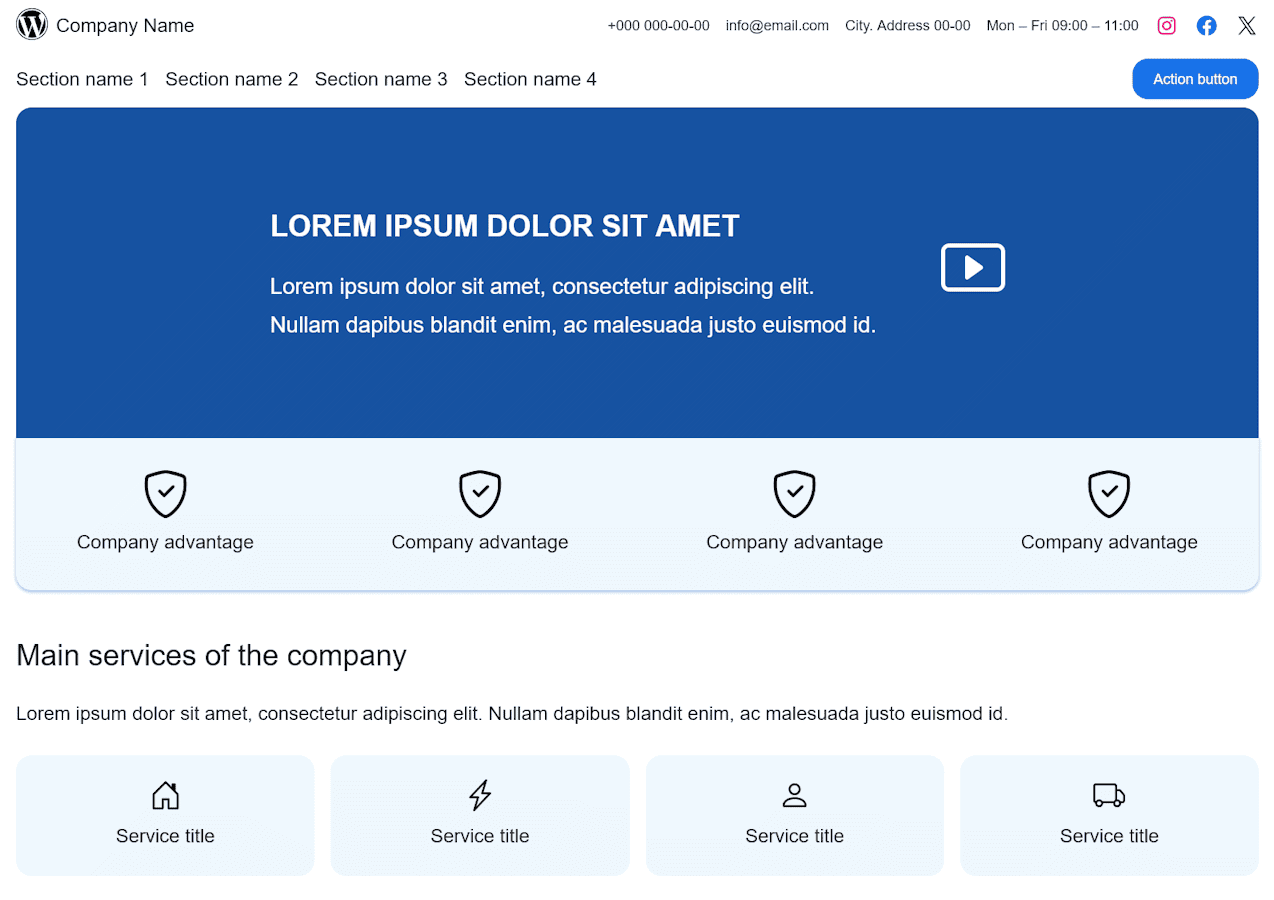 Company Name +000 000-00-00 info@email.com City. Address 00-00 Mon – Fri 09:00 – 11:00
Section name 1 Section name 2 Section name 3 Section name 4 Action button
LOREM IPSUM DOLOR SIT AMET
Lorem ipsum dolor sit amet, consectetur adipiscing elit.
Nullam dapibus blandit enim, ac malesuada justo euismod id.
Company advantage Company advantage Company advantage Company advantage
Main services of the company
Lorem ipsum dolor sit amet, consectetur adipiscing elit. Nullam dapibus blandit enim, ac malesuada justo euismod id.
Service title Service title Service title Service title